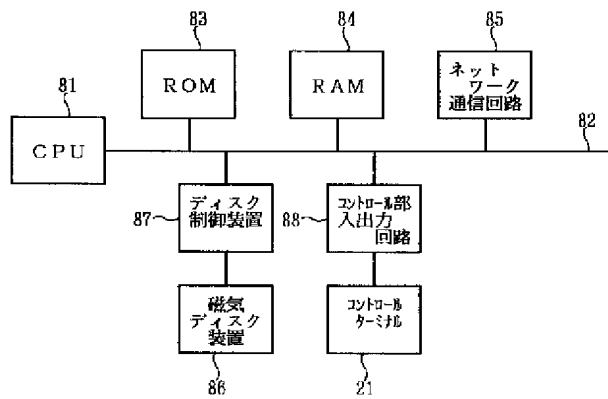 83
84
85
81
ROM
RAM
ネット
ワーク
通信回路
82
CPU
87
ディスク
制御装置
88
コントロール部
入出力
回路
磁気
ディスク
装置
コントロール
ターミナル
86
21